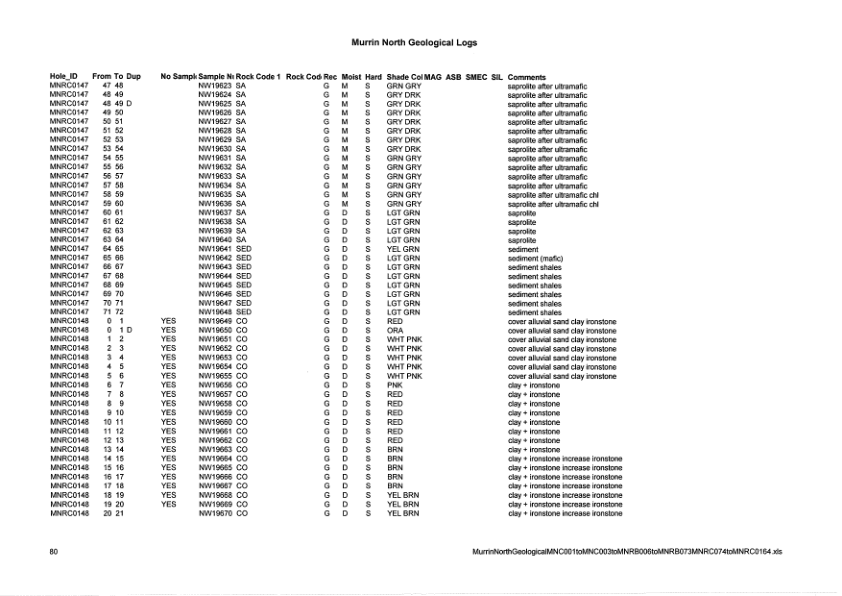 Murrin North Geological Logs
Hole_ID From To Dup No Sampl Sample N Rock Code 1 Rock Cod Rec Moist Hard Shade Col MAG ASB SMEC SIL Comments
MNRC0147 47 48 NW19623 SA G M S GRN GRY saprolite after ultramafic
MNRC0147 48 49 NW19624 SA G M S GRY DRK saprolite after ultramafic
MNRC0147 48 49 D NW19625 SA G M S GRY DRK saprolite after ultramafic
MNRC0147 49 50 NW19626 SA G M S GRY DRK saprolite after ultramafic
MNRC0147 50 51 NW19627 SA G M S GRY DRK saprolite after ultramafic
MNRC0147 51 52 NW19628 SA G M S GRY DRK saprolite after ultramafic
MNRC0147 52 53 NW19629 SA G M S GRY DRK saprolite after ultramafic
MNRC0147 53 54 NW19630 SA G M S GRY DRK saprolite after ultramafic
MNRC0147 54 55 NW19631 SA G M S GRN GRY saprolite after ultramafic
MNRC0147 55 56 NW19632 SA G M S GRN GRY saprolite after ultramafic
MNRC0147 56 57 NW19633 SA G M S GRN GRY saprolite after ultramafic
MNRC0147 57 58 NW19634 SA G M S GRN GRY saprolite after ultramafic
MNRC0147 58 59 NW19635 SA G M S GRN GRY saprolite after ultramafic chl
MNRC0147 59 60 NW19636 SA G M S GRN GRY saprolite after ultramafic chl
MNRC0147 60 61 NW19637 SA G D S LGT GRN saprolite
MNRC0147 61 62 NW19638 SA G D S LGT GRN saprolite
MNRC0147 62 63 NW19639 SA G D S LGT GRN saprolite
MNRC0147 63 64 NW19640 SA G D S LGT GRN saprolite
MNRC0147 64 65 NW19641 SED G D S YEL GRN sediment
MNRC0147 65 66 NW19642 SED G D S LGT GRN sediment (mafic)
MNRC0147 66 67 NW19643 SED G D S LGT GRN sediment shales
MNRC0147 67 68 NW19644 SED G D S LGT GRN sediment shales
MNRC0147 68 69 NW19645 SED G D S LGT GRN sediment shales
MNRC0147 69 70 NW19646 SED G D S LGT GRN sediment shales
MNRC0147 70 71 NW19647 SED G D S LGT GRN sediment shales
MNRC0147 71 72 NW19648 SED G D S LGT GRN sediment shales
MNRC0148 0 1 YES NW19649 CO G D S RED cover alluvial sand clay ironstone
MNRC0148 0 1 D YES NW19650 CO G D S ORA cover alluvial sand clay ironstone
MNRC0148 1 2 YES NW19651 CO G D S WHT PNK cover alluvial sand clay ironstone
MNRC0148 2 3 YES NW19652 CO G D S WHT PNK cover alluvial sand clay ironstone
MNRC0148 3 4 YES NW19653 CO G D S WHT PNK cover alluvial sand clay ironstone
MNRC0148 4 5 YES NW19654 CO G D S WHT PNK cover alluvial sand clay ironstone
MNRC0148 5 6 YES NW19655 CO G D S WHT PNK cover alluvial sand clay ironstone
MNRC0148 6 7 YES NW19656 CO G D S PNK clay + ironstone
MNRC0148 7 8 YES NW19657 CO G D S RED clay + ironstone
MNRC0148 8 9 YES NW19658 CO G D S RED clay + ironstone
MNRC0148 9 10 YES NW19659 CO G D S RED clay + ironstone
MNRC0148 10 11 YES NW19660 CO G D S RED clay + ironstone
MNRC0148 11 12 YES NW19661 CO G D S RED clay + ironstone
MNRC0148 12 13 YES NW19662 CO G D S RED clay + ironstone
MNRC0148 13 14 YES NW19663 CO G D S BRN clay + ironstone
MNRC0148 14 15 YES NW19664 CO G D S BRN clay + ironstone increase ironstone
MNRC0148 15 16 YES NW19665 CO G D S BRN clay + ironstone increase ironstone
MNRC0148 16 17 YES NW19666 CO G D S BRN clay + ironstone increase ironstone
MNRC0148 17 18 YES NW19667 CO G D S BRN clay + ironstone increase ironstone
MNRC0148 18 19 YES NW19668 CO G D S YEL BRN clay + ironstone increase ironstone
MNRC0148 19 20 YES NW19669 CO G D S YEL BRN clay + ironstone increase ironstone
MNRC0148 20 21 NW19670 CO G D S YEL BRN clay + ironstone increase ironstone
80 MurrinNorthGeologicalMNC001toMNC003toMNRB006toMNRB073MNRC074toMNRC0164.xls